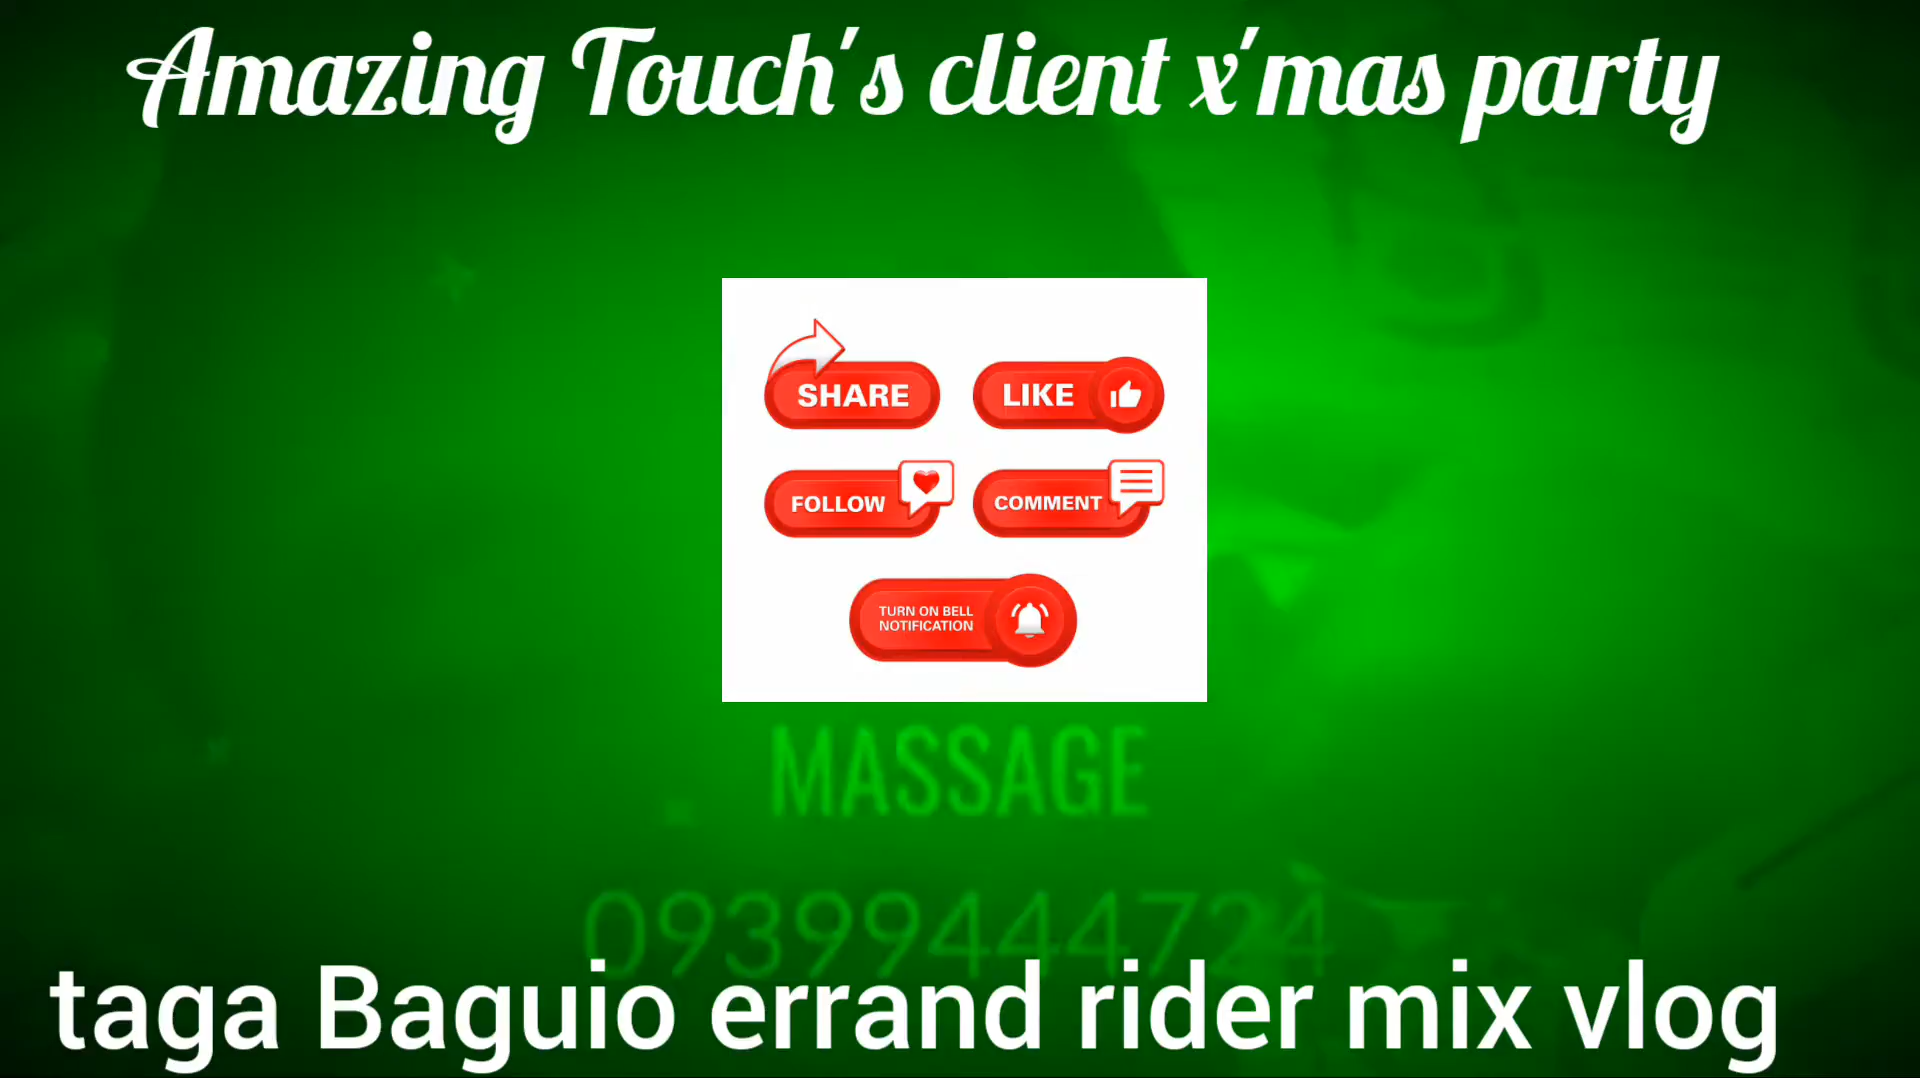 Amazing Touch's client x'mas party
SHARE
LIKE
FOLLOW
COMMENT
TURN ON BELL
NOTIFICATION
MASSAGE
09399444724
taga Baguio errand rider mix vlog